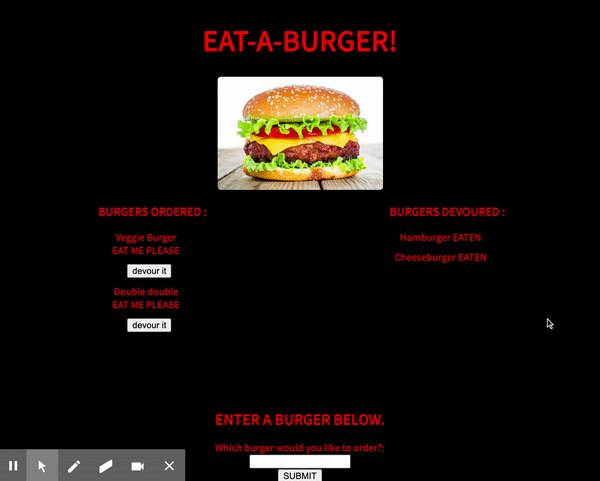 EAT-A-BURGER!
BURGERS ORDERED :
Veggie Burger
EAT ME PLEASE
devour it
Double double
EAT ME PLEASE
devour it
BURGERS DEVOURED :
Hamburger EATEN
Cheeseburger EATEN
ENTER A BURGER BELOW.
Which burger would you like to order?:
SUBMIT